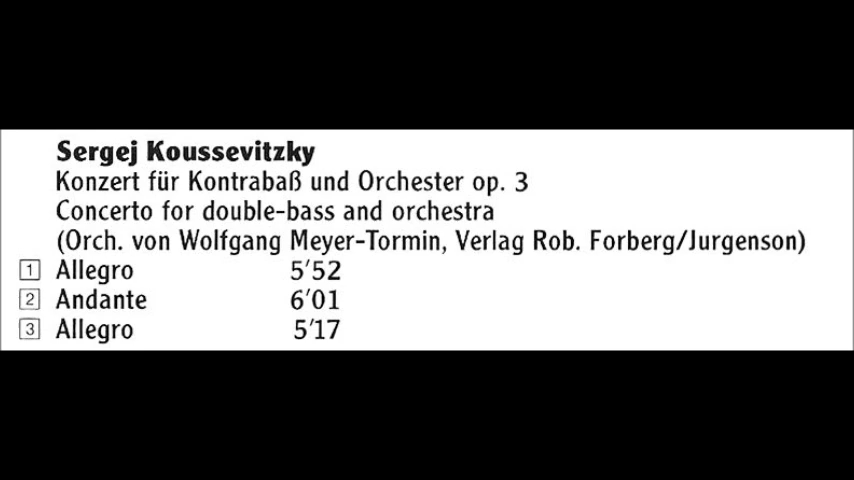 Sergej Koussevitzky
Konzert für Kontrabaß und Orchester op. 3
Concerto for double-bass and orchestra
(Orch. von Wolfgang Meyer-Tormin, Verlag Rob. Forberg/Jurgenson)
1 Allegro 5'52
2 Andante 6'01
3 Allegro 5'17